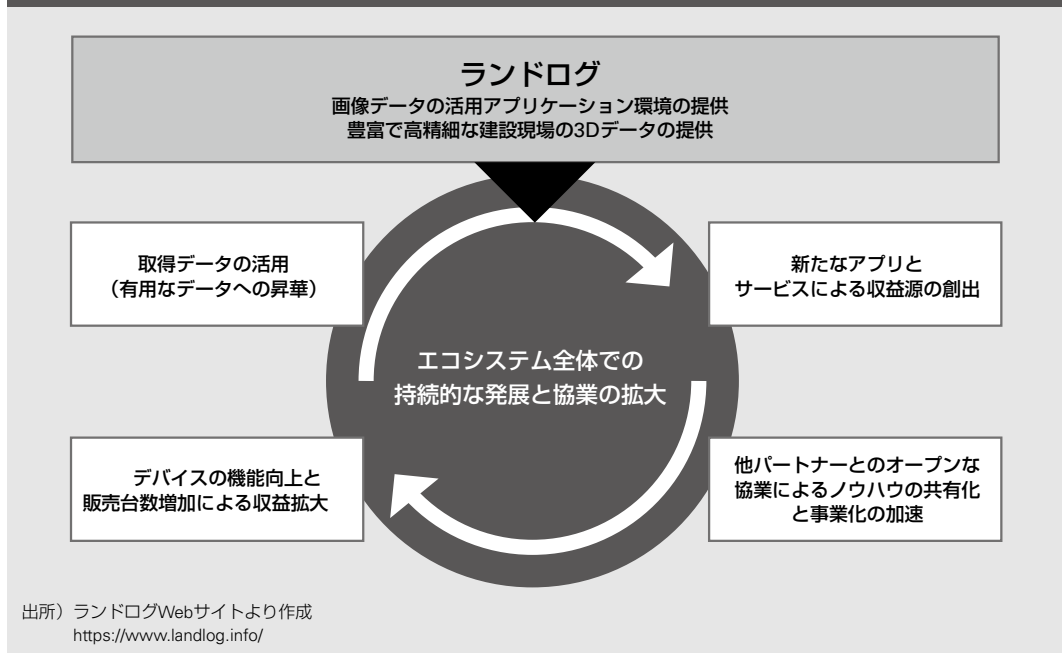 ランドログ
画像データの活用アプリケーション環境の提供
豊富で高精細な建設現場の3Dデータの提供
取得データの活用
（有用なデータへの昇華）
新たなアプリと
サービスによる収益源の創出
エコシステム全体での
持続的な発展と協業の拡大
デバイスの機能向上と
販売台数増加による収益拡大
他パートナーとのオープンな
協業によるノウハウの共有化
と事業化の加速
出所）ランドログWebサイトより作成
https://www.landlog.info/